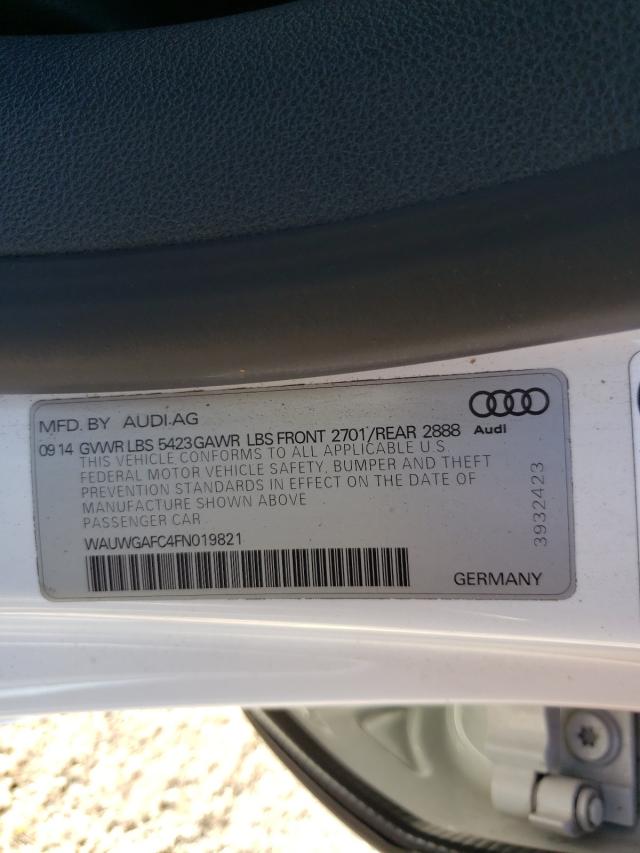 MFD. BY AUDI.AG
09 14 GVWR LBS 5423GAWR LBS FRONT 2701/REAR 2888
Audi
THIS VEHICLE CONFORMS TO ALL APPLICABLE U.S
FEDERAL MOTOR VEHICLE SAFETY, BUMPER AND THEFT
PREVENTION STANDARDS IN EFFECT ON THE DATE OF
MANUFACTURE SHOWN ABOVE
PASSENGER CAR
WAUWGAFC4FN019821
GERMANY
3932423